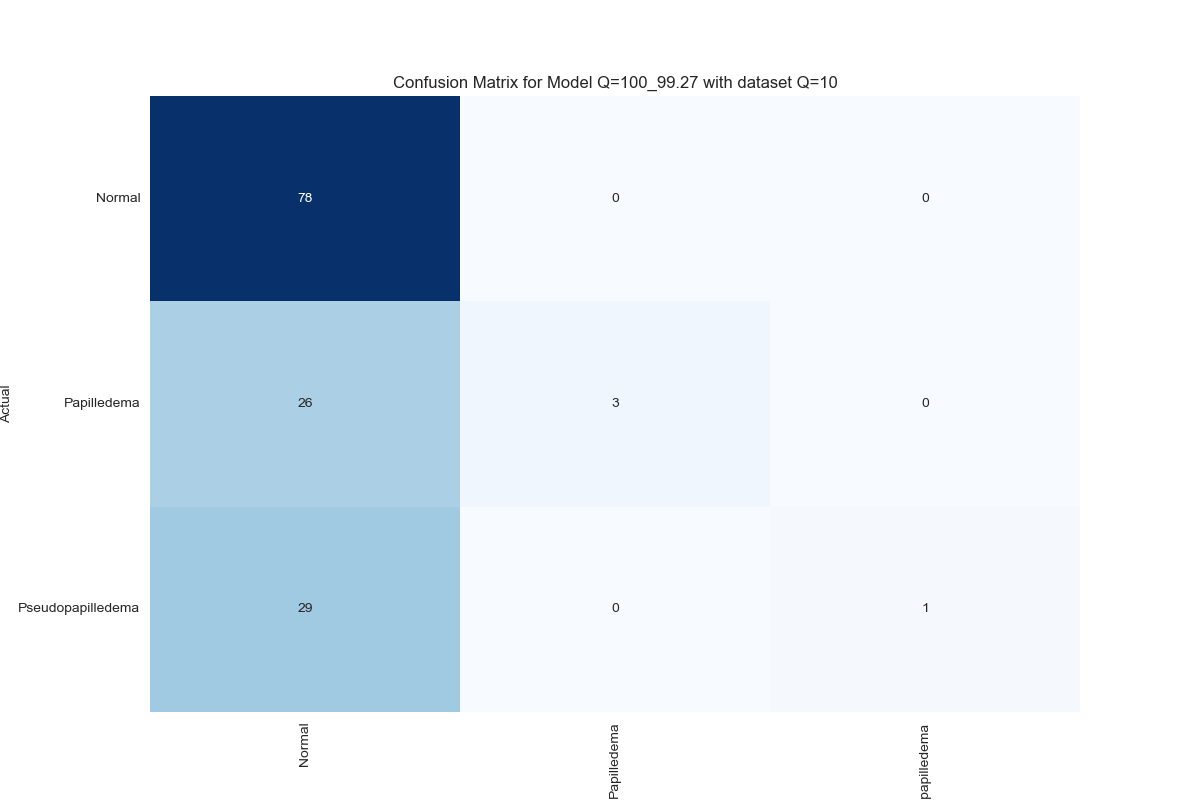 Confusion Matrix for Model Q=100_99.27 with dataset Q=10
Actual
Normal
78
0
0
Papilledema
26
3
0
Pseudopapilledema
29
0
1
Normal
Papilledema
papilledema